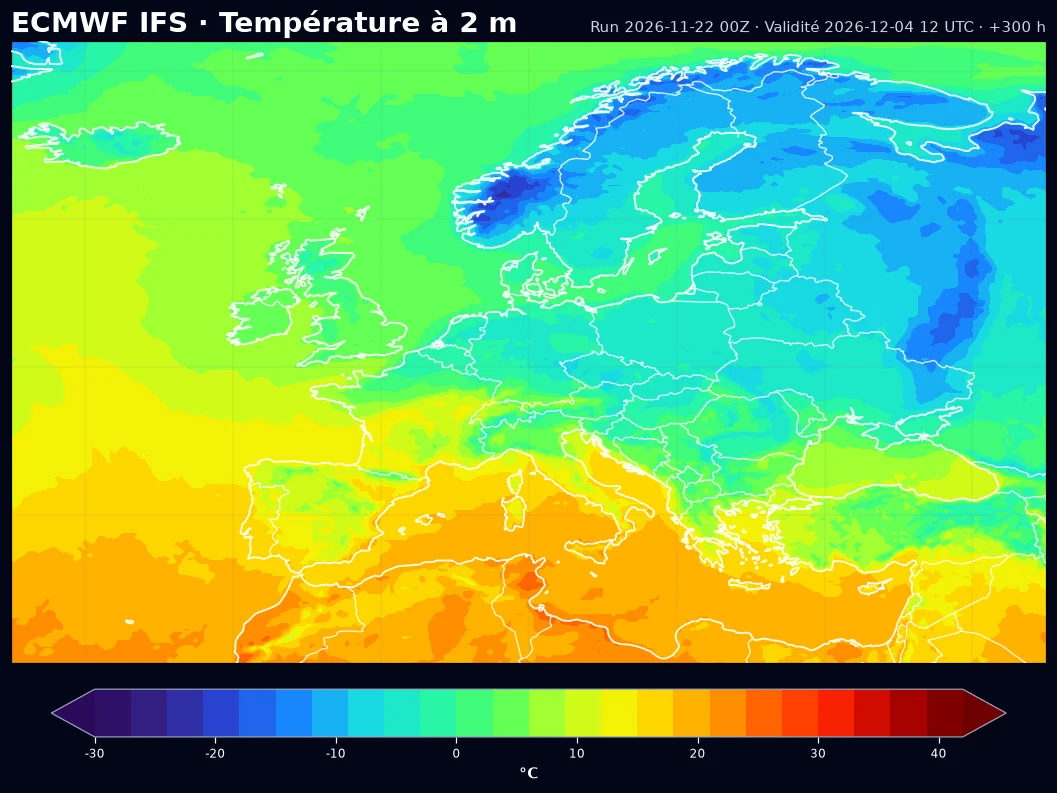 ECMWF IFS · Température à 2 m
Run 2026-11-22 00Z · Validité 2026-12-04 12 UTC · +300 h
-30 -20 -10 0 10 20 30 40
°C